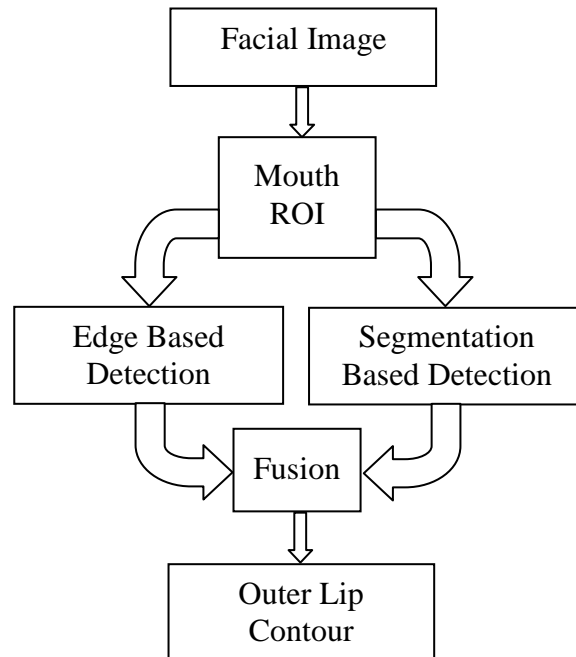 Facial Image
Mouth
ROI
Edge Based
Detection
Segmentation
Based Detection
Fusion
Outer Lip
Contour